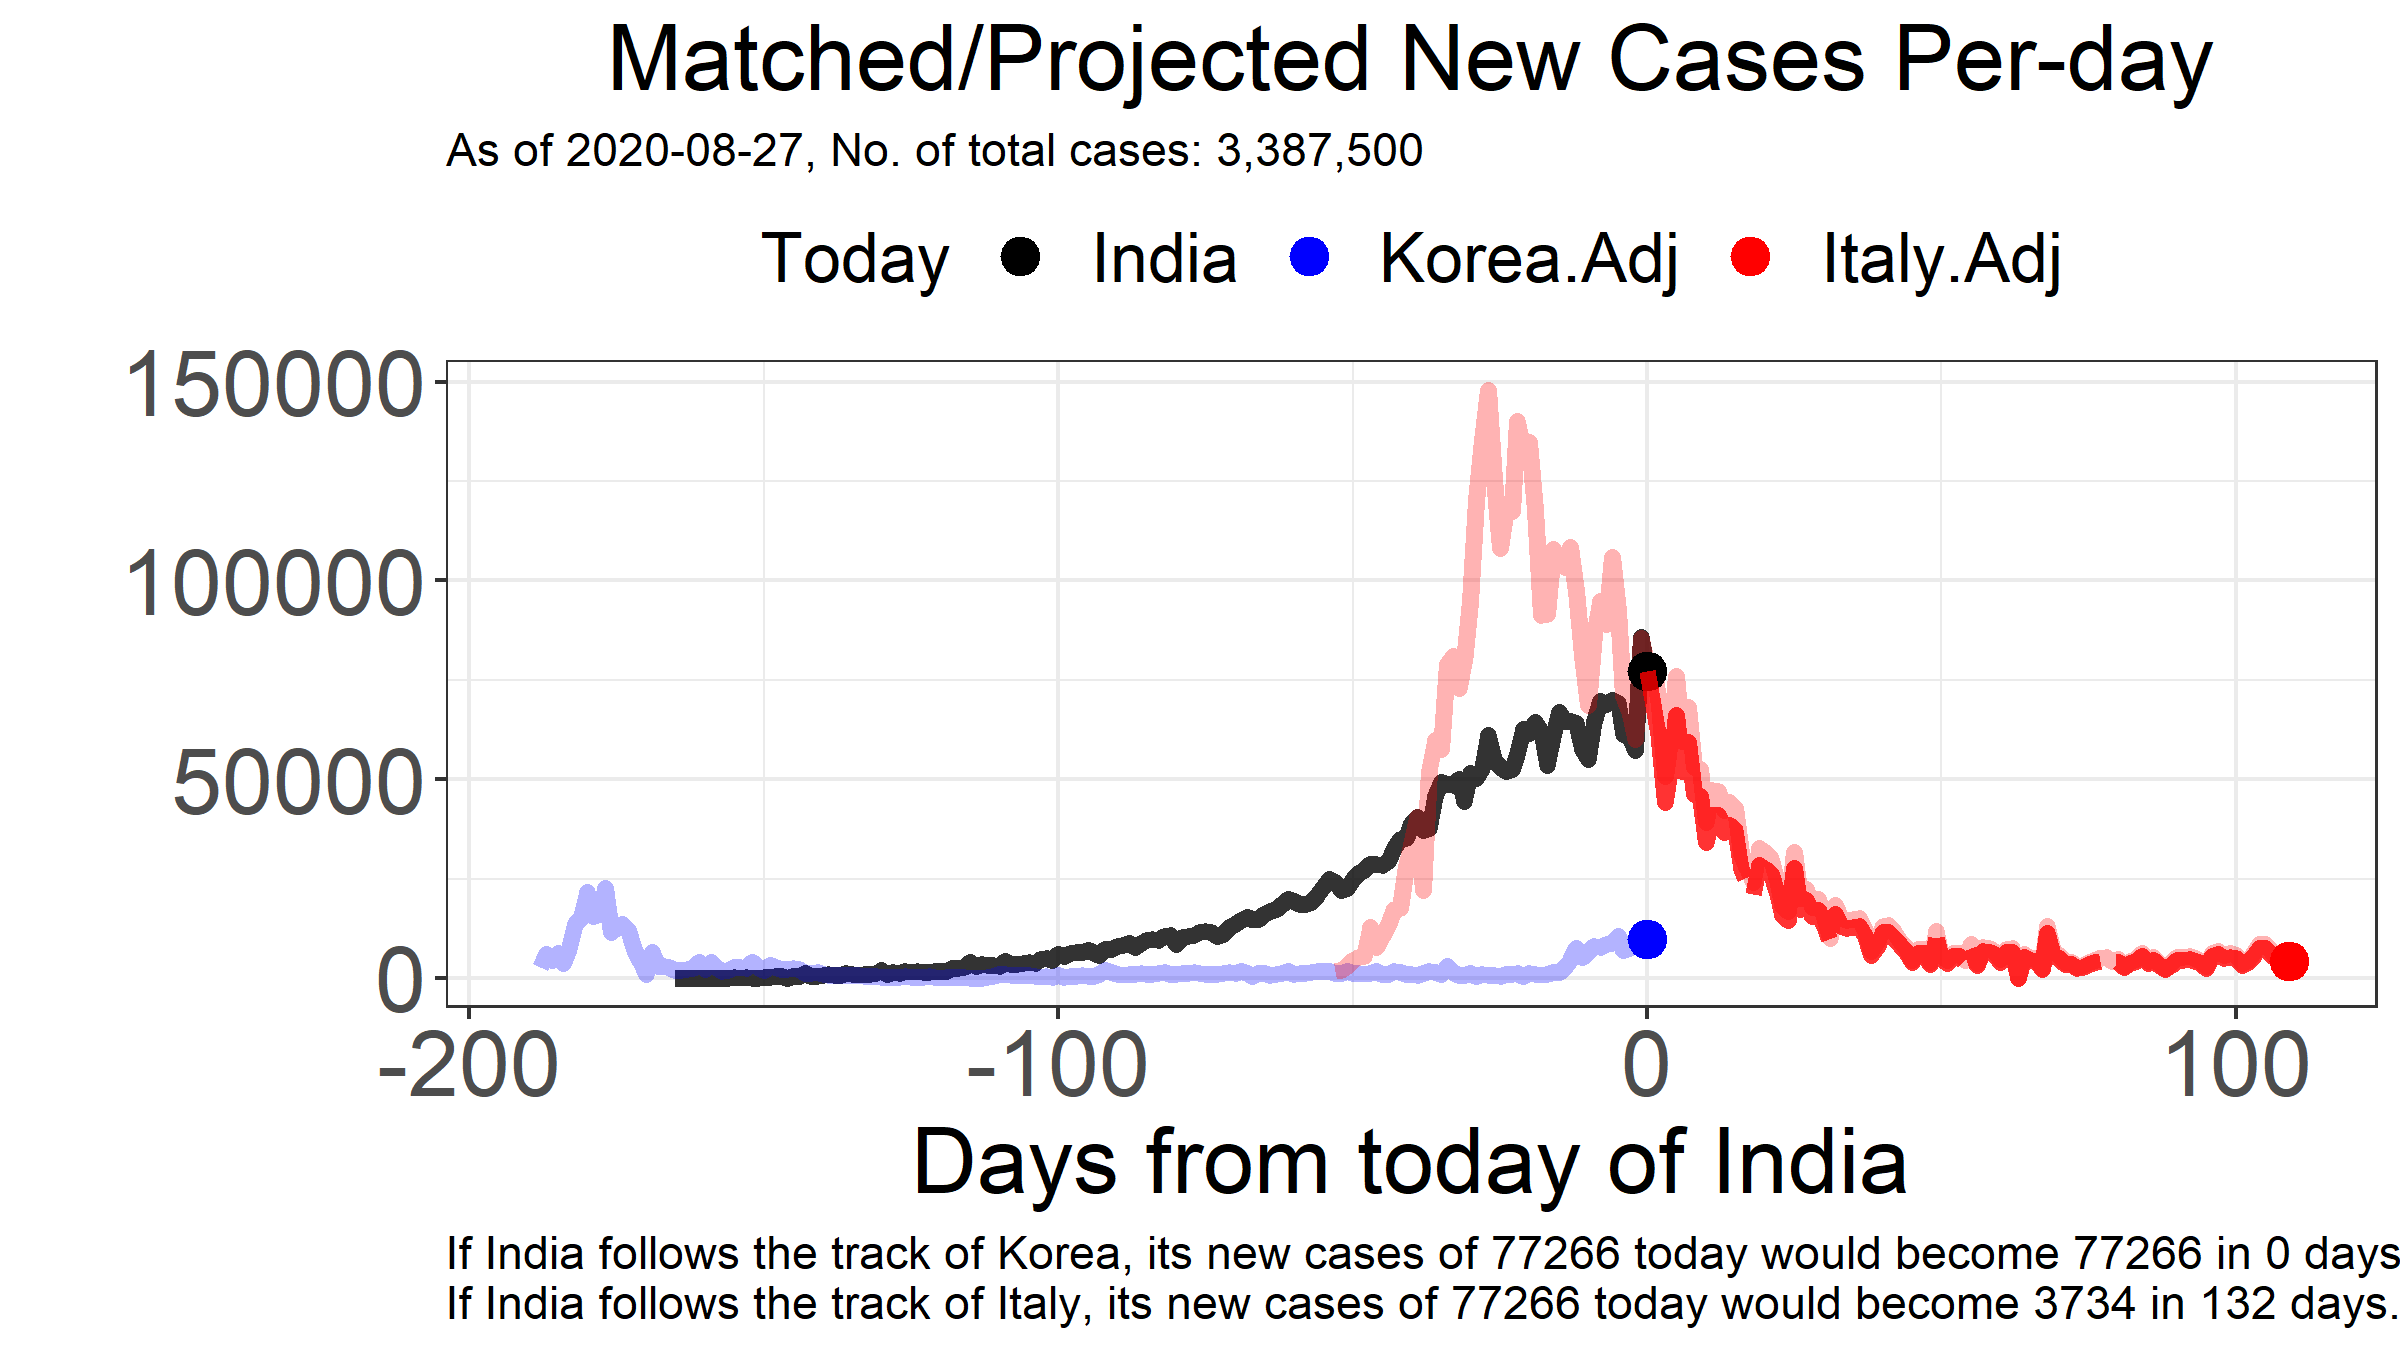 Matched/Projected New Cases Per-day
As of 2020-08-27, No. of total cases: 3,387,500
Today India Korea.Adj Italy.Adj
150000
100000
50000
0
-200 -100 0 100
Days from today of India
If India follows the track of Korea, its new cases of 77266 today would become 77266 in 0 days
If India follows the track of Italy, its new cases of 77266 today would become 3734 in 132 days.